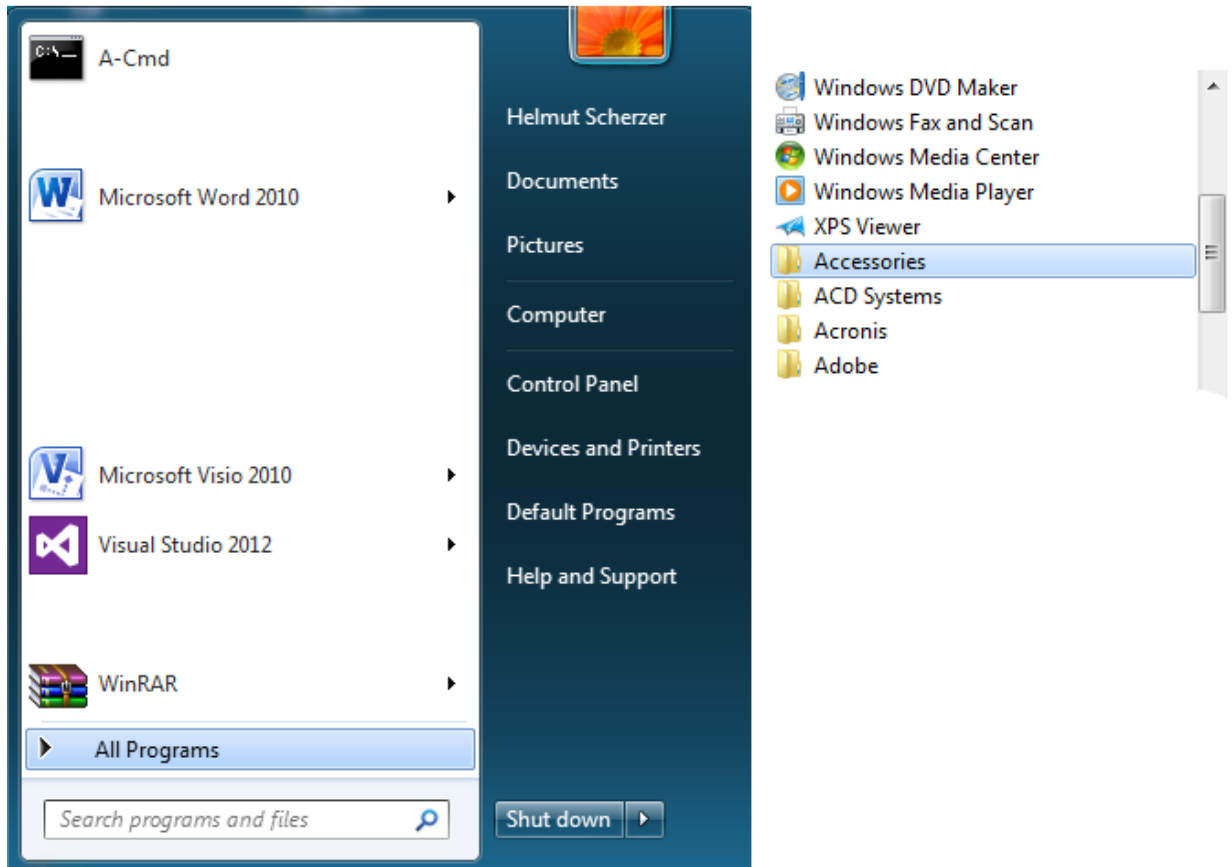 C:\
A-Cmd
Microsoft Word 2010
Microsoft Visio 2010
Visual Studio 2012
WinRAR
All Programs
Search programs and files
Helmut Scherzer
Documents
Pictures
Computer
Control Panel
Devices and Printers
Default Programs
Help and Support
Shut down
Windows DVD Maker
Windows Fax and Scan
Windows Media Center
Windows Media Player
XPS Viewer
Accessories
ACD Systems
Acronis
Adobe